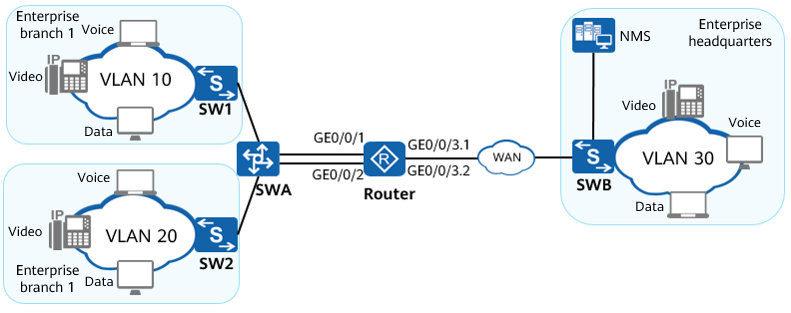 Enterprise
branch 1
Voice
IP
Video
VLAN 10
S
SW1
Data
Voice
IP
Video
VLAN 20
S
SW2
Enterprise
branch 1
Data
SWA
GE0/0/1
GE0/0/2
R
Router
GE0/0/3.1
GE0/0/3.2
WAN
NMS
Enterprise
headquarters
IP
Video
Voice
S
SWB
VLAN 30
Data